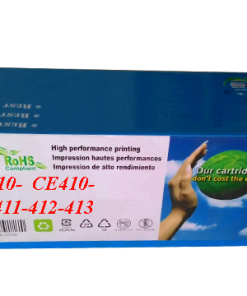 RoHS
Compliant
High performance printing
Impression hautes performances
Impresión de alto rendimiento
Our cartrid
don't cost the e
10- CE410-
411-412-413